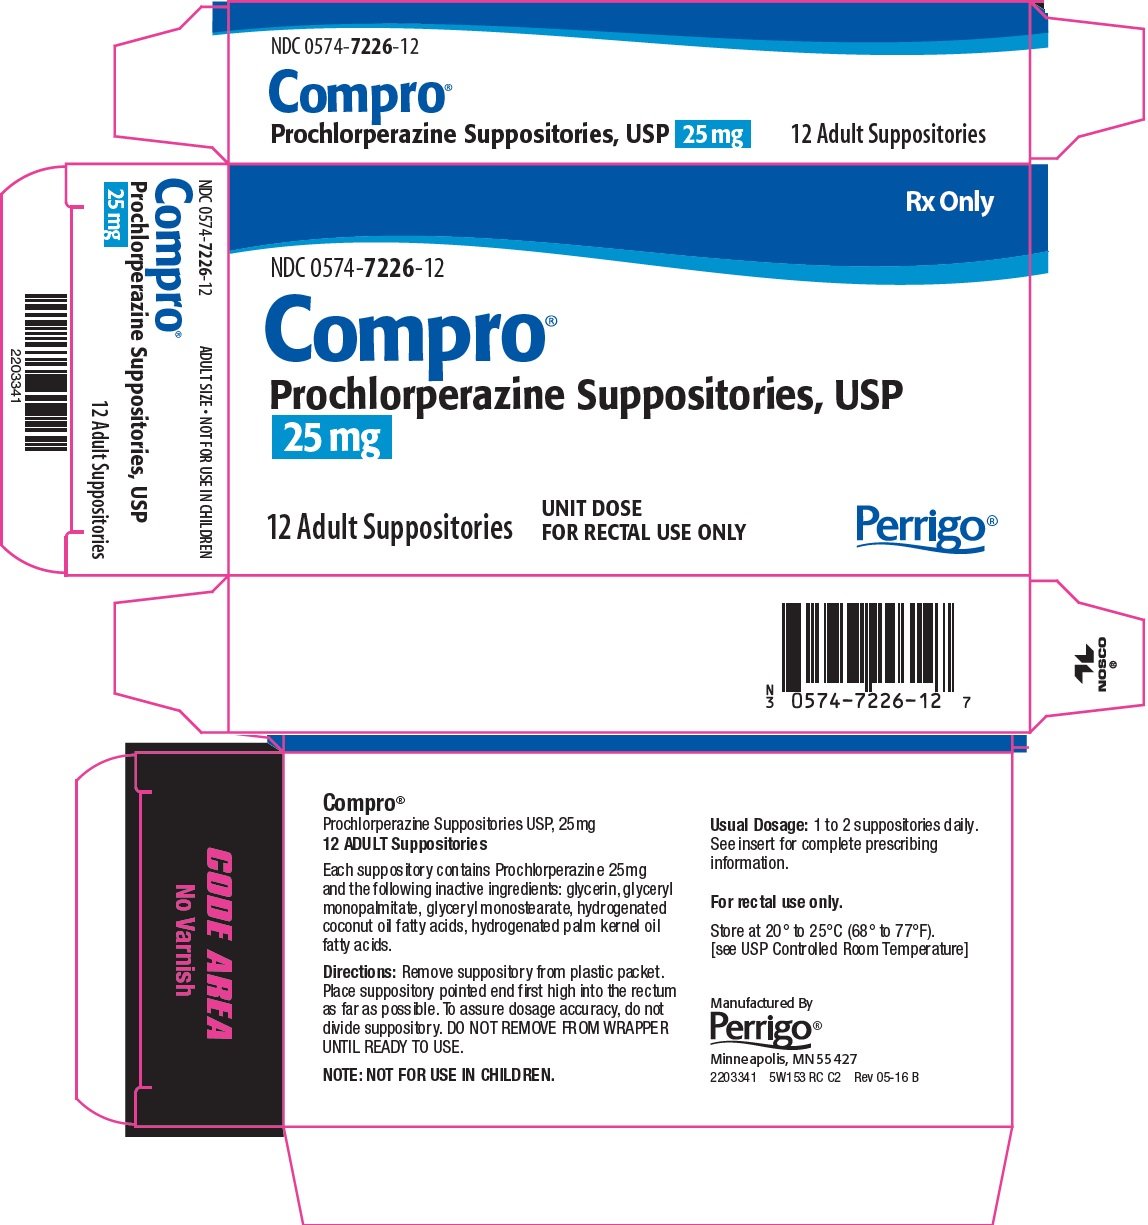 NDC 0574-7226-12
Compro®
Prochlorperazine Suppositories, USP 25 mg
12 Adult Suppositories
NDC 0574-7226-12
ADULT SIZE • NOT FOR USE IN CHILDREN
Compro®
Prochlorperazine Suppositories, USP
25 mg
12 Adult Suppositories
2203341
Rx Only
NDC 0574-7226-12
Compro®
Prochlorperazine Suppositories, USP
25 mg
12 Adult Suppositories
UNIT DOSE
FOR RECTAL USE ONLY
Perrigo®
N
3 0574-7226-12 7
NOSCO®
CODE AREA
No Varnish
Compro®
Prochlorperazine Suppositories USP, 25mg
12 ADULT Suppositories
Each suppository contains Prochlorperazine 25mg
and the following inactive ingredients: glycerin, glyceryl
monopalmitate, glyceryl monostearate, hydrogenated
coconut oil fatty acids, hydrogenated palm kernel oil
fatty acids.
Directions: Remove suppository from plastic packet.
Place suppository pointed end first high into the rectum
as far as possible. To assure dosage accuracy, do not
divide suppository. DO NOT REMOVE FROM WRAPPER
UNTIL READY TO USE.
NOTE: NOT FOR USE IN CHILDREN.
Usual Dosage: 1 to 2 suppositories daily.
See insert for complete prescribing
information.
For rectal use only.
Store at 20° to 25°C (68° to 77°F).
[see USP Controlled Room Temperature]
Manufactured By
Perrigo®
Minneapolis, MN 55427
2203341 5W153 RC C2 Rev 05-16 B